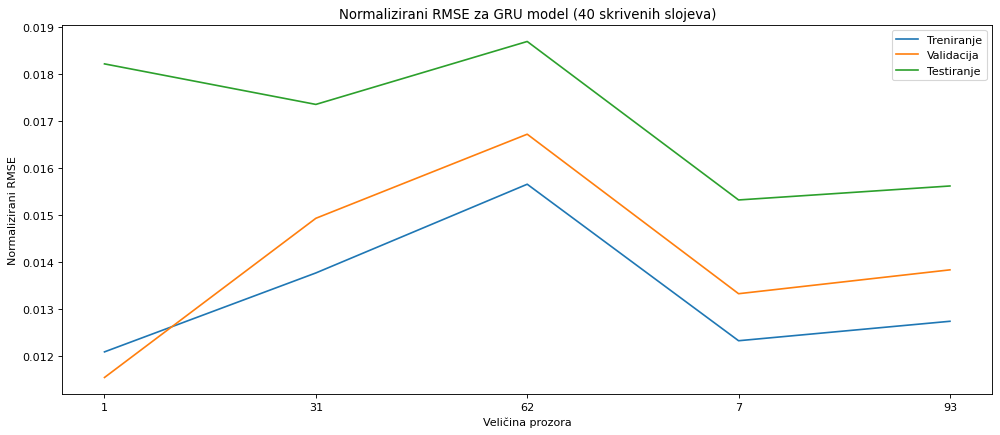 Normalizirani RMSE za GRU model (40 skrivenih slojeva)
0.019
0.018
0.017
0.016
0.015
0.014
0.013
0.012
Normalizirani RMSE
Treniranje
Validacija
Testiranje
1 31 62 7 93
Veličina prozora